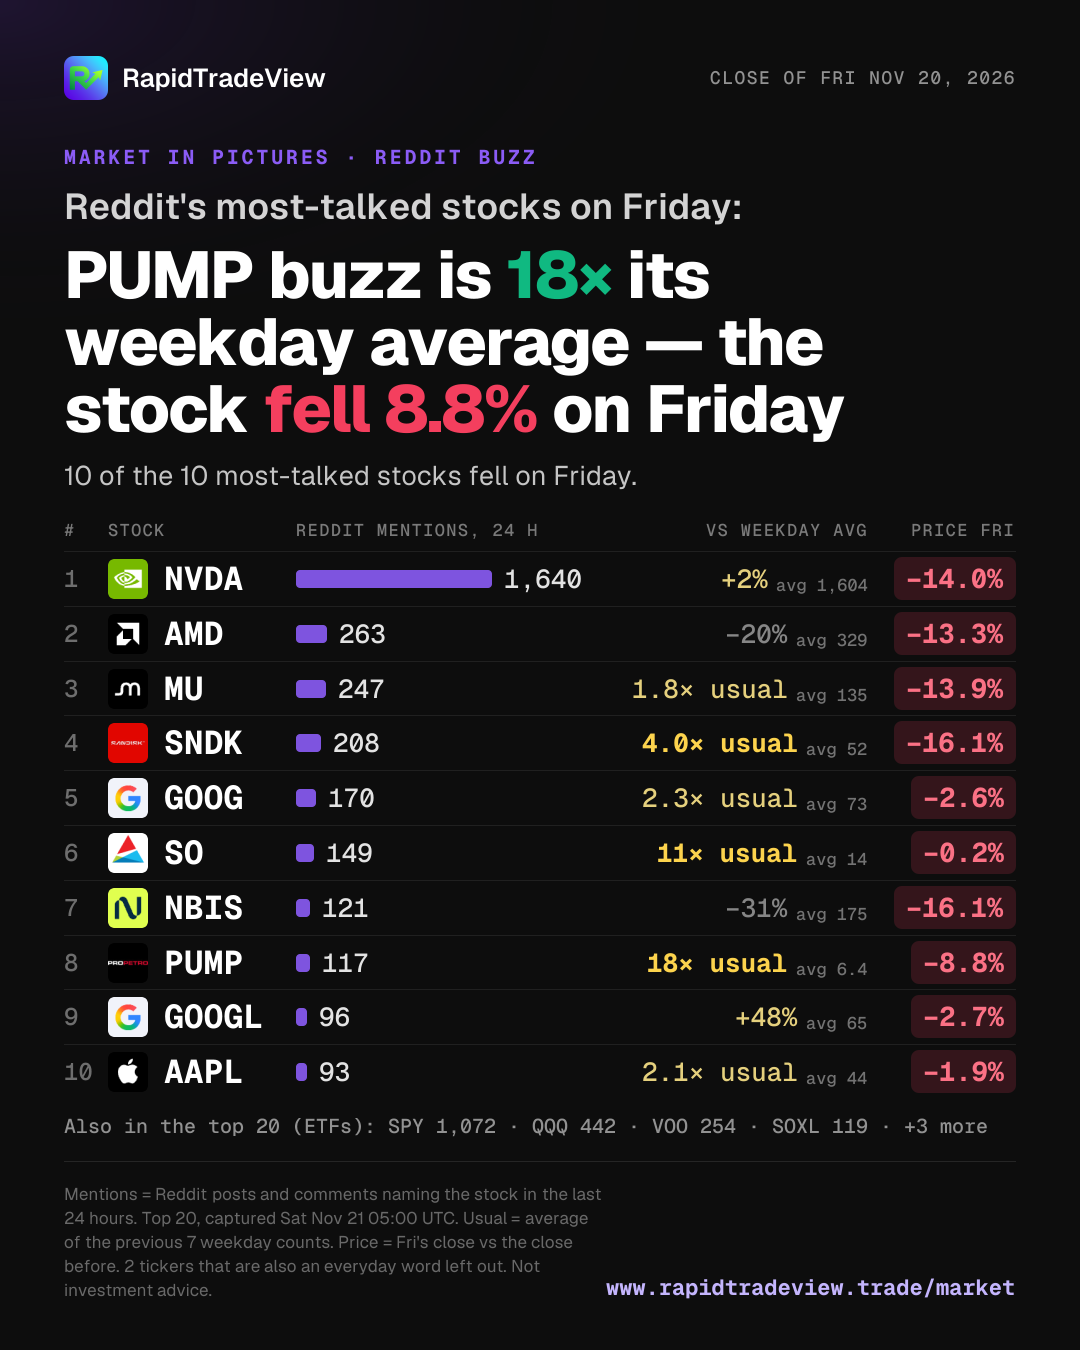 RapidTradeView
CLOSE OF FRI NOV 20, 2026
MARKET IN PICTURES · REDDIT BUZZ
Reddit's most-talked stocks on Friday:
PUMP buzz is 18× its
weekday average — the
stock fell 8.8% on Friday
10 of the 10 most-talked stocks fell on Friday.
# STOCK REDDIT MENTIONS, 24 H VS WEEKDAY AVG PRICE FRI
1 NVDA 1,640 +2% avg 1,604 −14.0%
2 AMD 263 −20% avg 329 −13.3%
3 MU 247 1.8× usual avg 135 −13.9%
4 SNDK 208 4.0× usual avg 52 −16.1%
5 GOOG 170 2.3× usual avg 73 −2.6%
6 SO 149 11× usual avg 14 −0.2%
7 NBIS 121 −31% avg 175 −16.1%
8 PROPETRO PUMP 117 18× usual avg 6.4 −8.8%
9 GOOGL 96 +48% avg 65 −2.7%
10 AAPL 93 2.1× usual avg 44 −1.9%
Also in the top 20 (ETFs): SPY 1,072 · QQQ 442 · VOO 254 · SOXL 119 · +3 more
Mentions = Reddit posts and comments naming the stock in the last
24 hours. Top 20, captured Sat Nov 21 05:00 UTC. Usual = average
of the previous 7 weekday counts. Price = Fri's close vs the close
before. 2 tickers that are also an everyday word left out. Not
investment advice.
www.rapidtradeview.trade/market